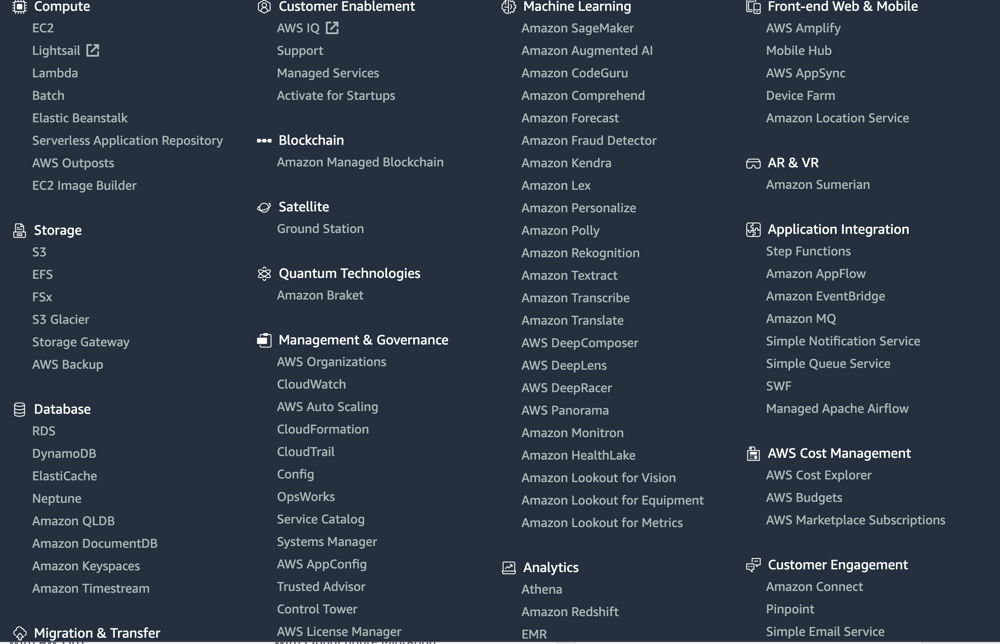 Compute
EC2
Lightsail
Lambda
Batch
Elastic Beanstalk
Serverless Application Repository
AWS Outposts
EC2 Image Builder
Storage
S3
EFS
FSx
S3 Glacier
Storage Gateway
AWS Backup
Database
RDS
DynamoDB
ElastiCache
Neptune
Amazon QLDB
Amazon DocumentDB
Amazon Keyspaces
Amazon Timestream
Migration & Transfer
Customer Enablement
AWS IQ
Support
Managed Services
Activate for Startups
Blockchain
Amazon Managed Blockchain
Satellite
Ground Station
Quantum Technologies
Amazon Braket
Management & Governance
AWS Organizations
CloudWatch
AWS Auto Scaling
CloudFormation
CloudTrail
Config
OpsWorks
Service Catalog
Systems Manager
AWS AppConfig
Trusted Advisor
Control Tower
AWS License Manager
Machine Learning
Amazon SageMaker
Amazon Augmented AI
Amazon CodeGuru
Amazon Comprehend
Amazon Forecast
Amazon Fraud Detector
Amazon Kendra
Amazon Lex
Amazon Personalize
Amazon Polly
Amazon Rekognition
Amazon Textract
Amazon Transcribe
Amazon Translate
AWS DeepComposer
AWS DeepLens
AWS DeepRacer
AWS Panorama
Amazon Monitron
Amazon HealthLake
Amazon Lookout for Vision
Amazon Lookout for Equipment
Amazon Lookout for Metrics
Analytics
Athena
Amazon Redshift
EMR
Front-end Web & Mobile
AWS Amplify
Mobile Hub
AWS AppSync
Device Farm
Amazon Location Service
AR & VR
Amazon Sumerian
Application Integration
Step Functions
Amazon AppFlow
Amazon EventBridge
Amazon MQ
Simple Notification Service
Simple Queue Service
SWF
Managed Apache Airflow
AWS Cost Management
AWS Cost Explorer
AWS Budgets
AWS Marketplace Subscriptions
Customer Engagement
Amazon Connect
Pinpoint
Simple Email Service